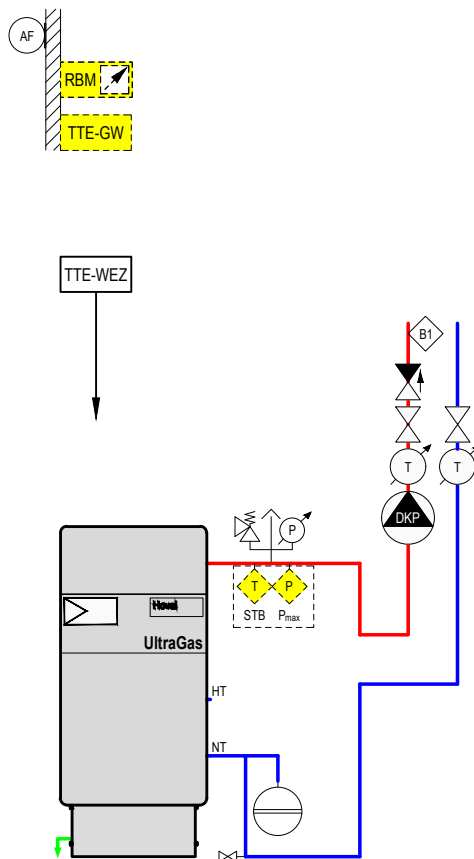 AF
RBM
TTE-GW
TTE-WEZ
B1
T
T
DKP
P
T
P
STB
Pmax
Hoval
UltraGas
HT
NT